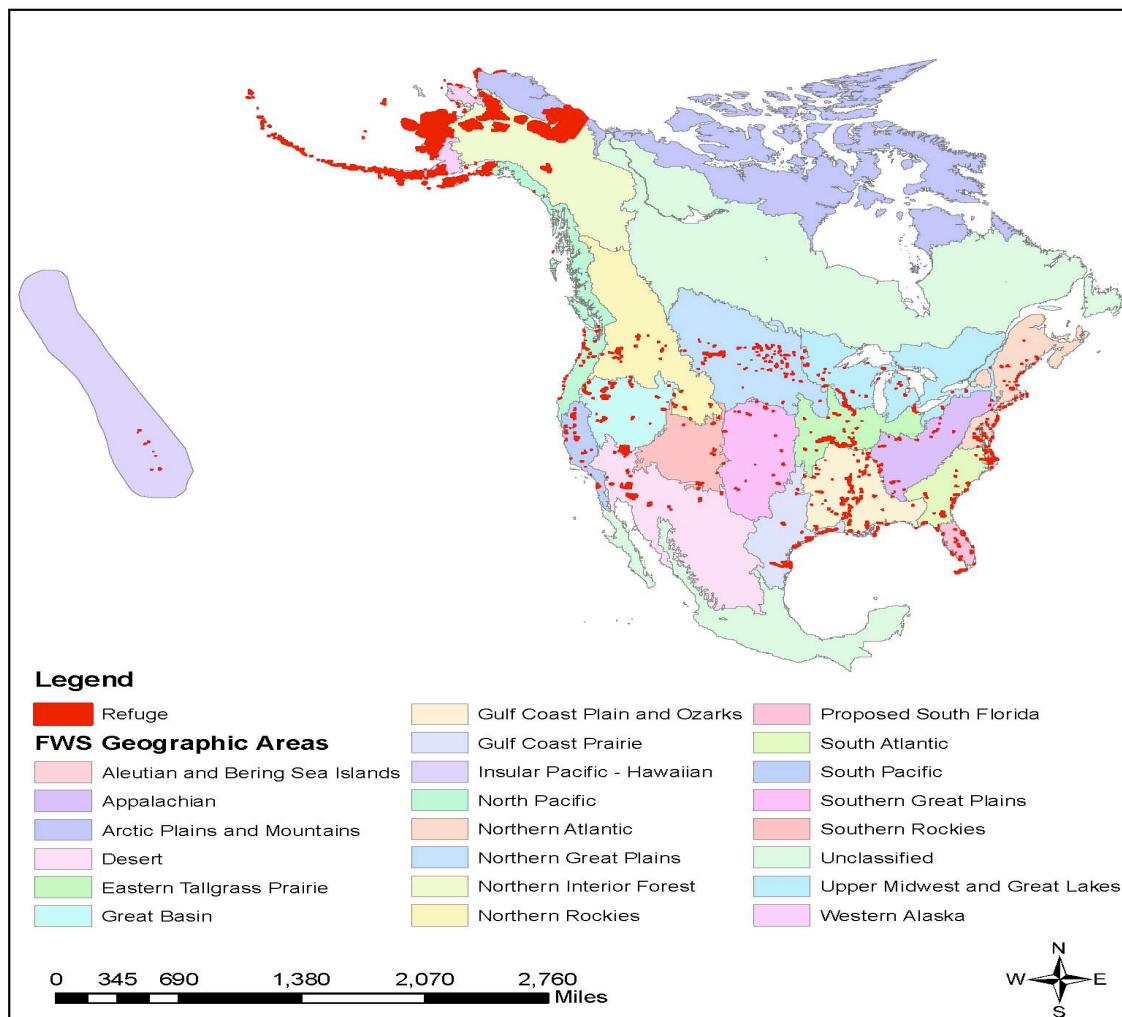 Legend
Refuge
FWS Geographic Areas
Aleutian and Bering Sea Islands
Appalachian
Arctic Plains and Mountains
Desert
Eastern Tallgrass Prairie
Great Basin
Gulf Coast Plain and Ozarks
Gulf Coast Prairie
Insular Pacific - Hawaiian
North Pacific
Northern Atlantic
Northern Great Plains
Northern Interior Forest
Northern Rockies
Proposed South Florida
South Atlantic
South Pacific
Southern Great Plains
Southern Rockies
Unclassified
Upper Midwest and Great Lakes
Western Alaska
0 345 690 1,380 2,070 2,760
Miles
N
W E
S